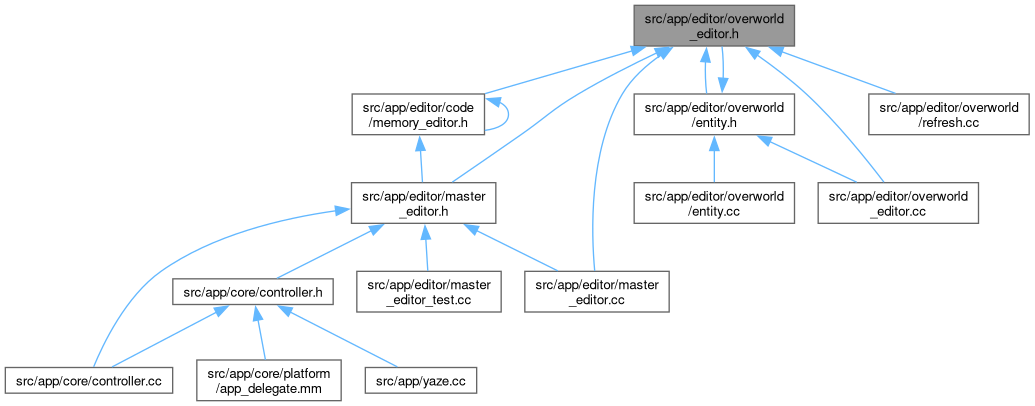 src/app/editor/overworld
_editor.h
src/app/editor/code
/memory_editor.h
src/app/editor/overworld
/entity.h
src/app/editor/overworld
/refresh.cc
src/app/editor/master
_editor.h
src/app/editor/overworld
/entity.cc
src/app/editor/overworld
_editor.cc
src/app/core/controller.h
src/app/editor/master
_editor_test.cc
src/app/editor/master
_editor.cc
src/app/core/controller.cc
src/app/core/platform
/app_delegate.mm
src/app/yaze.cc